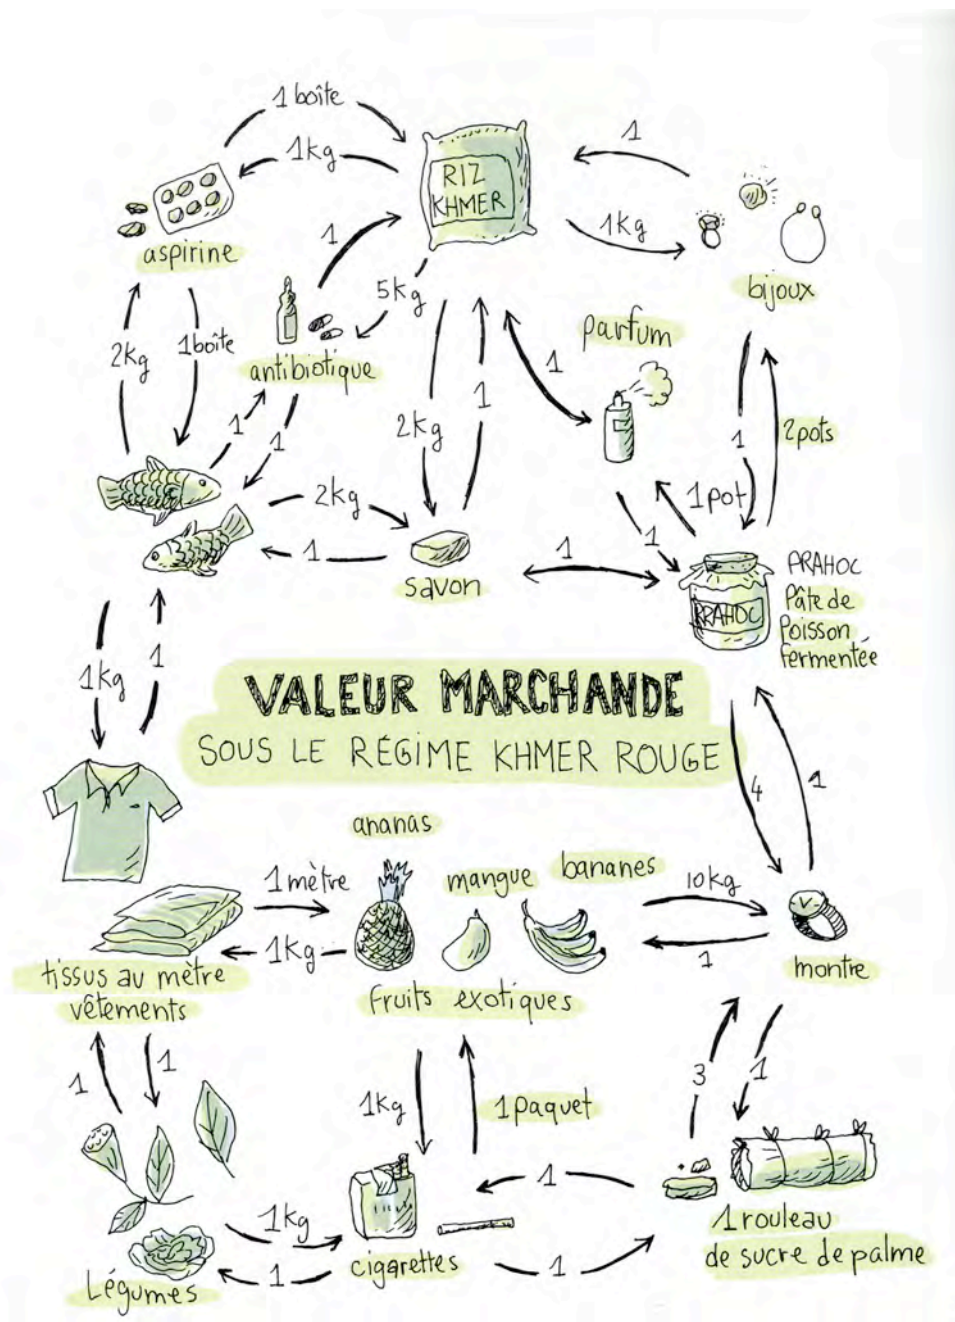 1 boîte
1kg
RIZ
KHMER
1
1kg
aspirine
bijoux
1
5kg
parfum
2kg
1boîte
antibiotique
1
1
1
2kg
1
1
2pots
1pot
2kg
1
1
1
savon
PRAHOC
PRAHOC
Pâte de
Poisson
fermentée
1kg
1
VALEUR MARCHANDE
SOUS LE RÉGIME KHMER ROUGE
4
1
ananas
mangue
bananes
1 mètre
10kg
1kg
1
tissus au mètre
vêtements
fruits exotiques
montre
1
1
1kg
1paquet
3
1
1
1kg
1
cigarettes
1
1 rouleau
de sucre de palme
Légumes